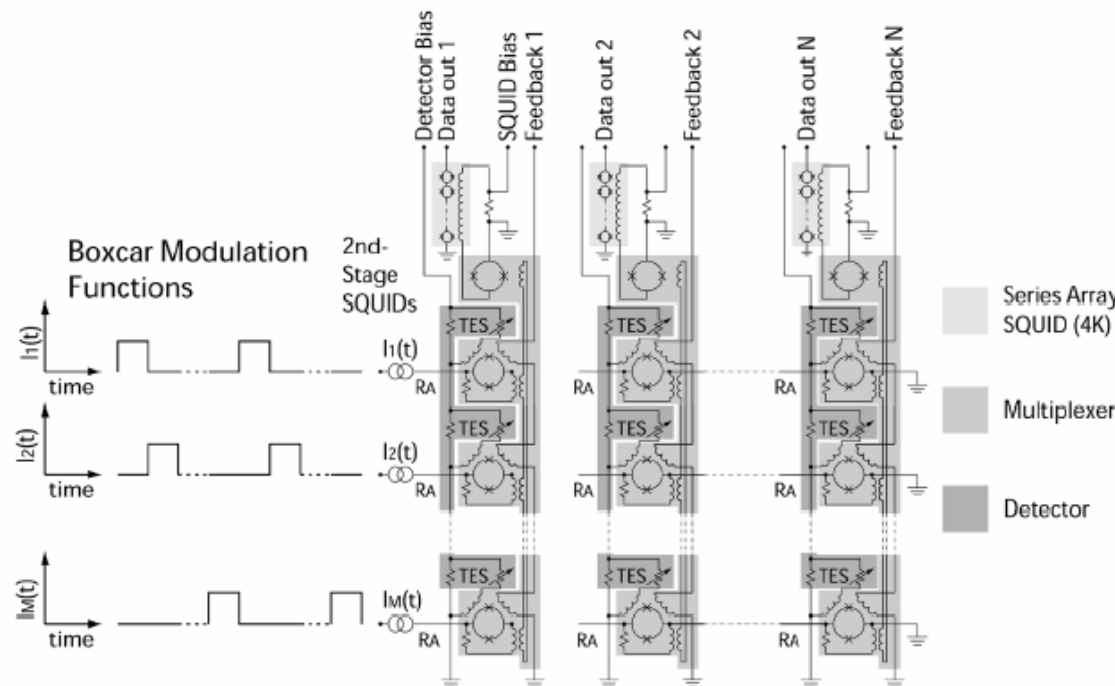 Detector Bias
Data out 1
SQUID Bias
Feedback 1
Data out 2
Feedback 2
Data out N
Feedback N
Boxcar Modulation
Functions
2nd-
Stage
SQUIDs
Series Array
SQUID (4K)
Multiplexer
Detector
I1(t)
time
I1(t)
RA
TES
RA
TES
RA
TES
I2(t)
time
I2(t)
RA
TES
RA
TES
RA
TES
IM(t)
time
IM(t)
RA
TES
RA
TES
RA
TES